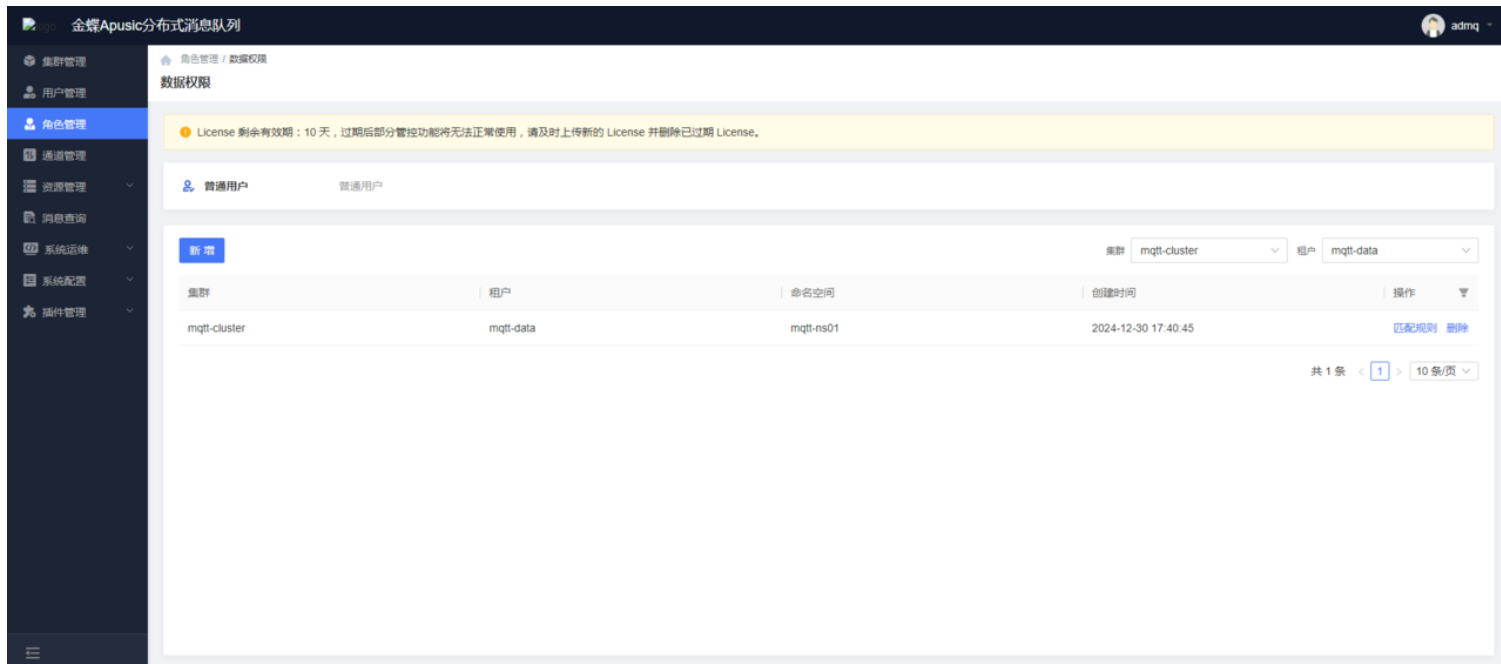 logo 金蝶Apusic分布式消息队列 admq
集群管理
用户管理
角色管理
通道管理
资源管理
消息查询
系统运维
系统配置
插件管理
角色管理 / 数据权限
数据权限
License 剩余有效期：10 天，过期后部分管控功能将无法正常使用，请及时上传新的 License 并删除已过期 License。
普通用户 普通用户
新 增 集群 mqtt-cluster 租户 mqtt-data
集群 租户 命名空间 创建时间 操作
mqtt-cluster mqtt-data mqtt-ns01 2024-12-30 17:40:45 匹配规则 删除
共 1 条 < 1 > 10 条/页